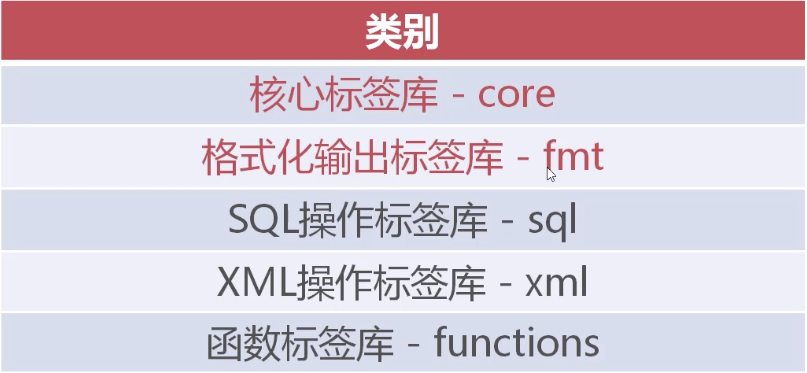 类别
核心标签库 - core
格式化输出标签库 - fmt
SQL操作标签库 - sql
XML操作标签库 - xml
函数标签库 - functions